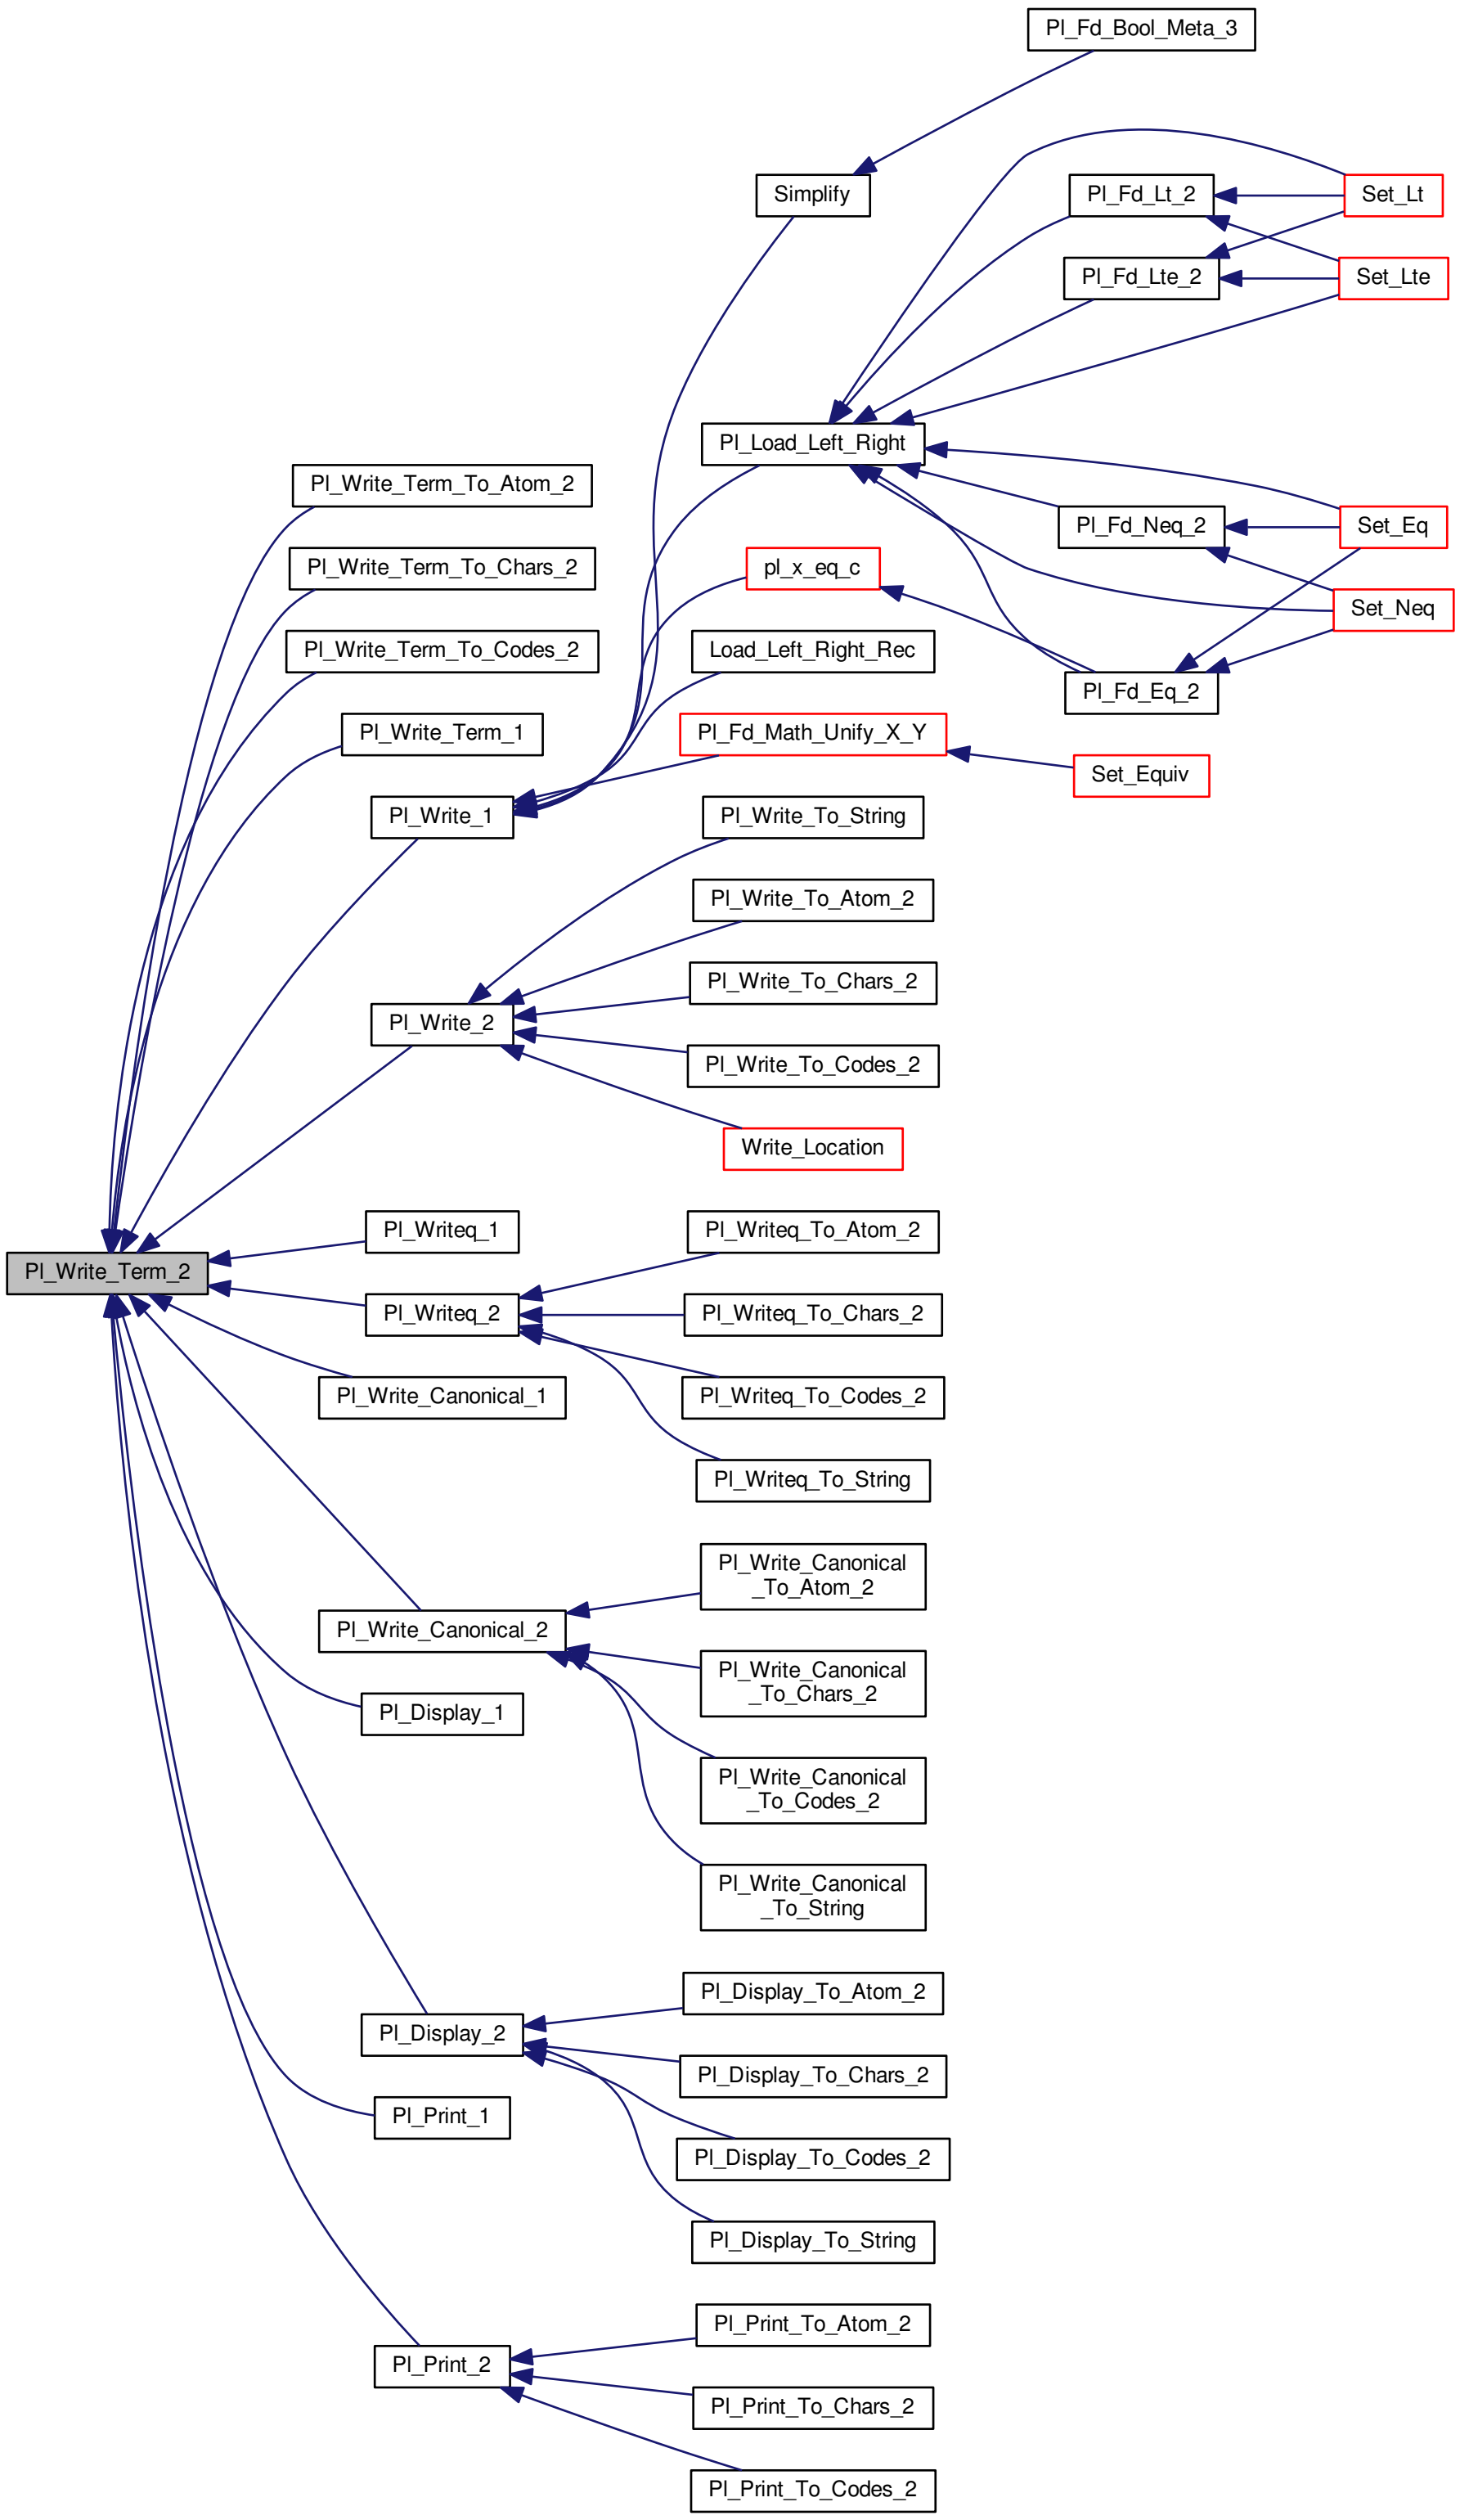 Pl_Fd_Bool_Meta_3
Simplify
Pl_Fd_Lt_2
Set_Lt
Pl_Fd_Lte_2
Set_Lte
Pl_Load_Left_Right
Pl_Write_Term_To_Atom_2
Pl_Fd_Neq_2
Set_Eq
Pl_Write_Term_To_Chars_2
pl_x_eq_c
Set_Neq
Pl_Write_Term_To_Codes_2
Load_Left_Right_Rec
Pl_Fd_Eq_2
Pl_Write_Term_1
Pl_Fd_Math_Unify_X_Y
Set_Equiv
Pl_Write_1
Pl_Write_To_String
Pl_Write_To_Atom_2
Pl_Write_To_Chars_2
Pl_Write_2
Pl_Write_To_Codes_2
Write_Location
Pl_Writeq_1
Pl_Writeq_To_Atom_2
Pl_Write_Term_2
Pl_Writeq_2
Pl_Writeq_To_Chars_2
Pl_Write_Canonical_1
Pl_Writeq_To_Codes_2
Pl_Writeq_To_String
Pl_Write_Canonical
_To_Atom_2
Pl_Write_Canonical_2
Pl_Write_Canonical
_To_Chars_2
Pl_Display_1
Pl_Write_Canonical
_To_Codes_2
Pl_Write_Canonical
_To_String
Pl_Display_To_Atom_2
Pl_Display_2
Pl_Display_To_Chars_2
Pl_Print_1
Pl_Display_To_Codes_2
Pl_Display_To_String
Pl_Print_To_Atom_2
Pl_Print_2
Pl_Print_To_Chars_2
Pl_Print_To_Codes_2